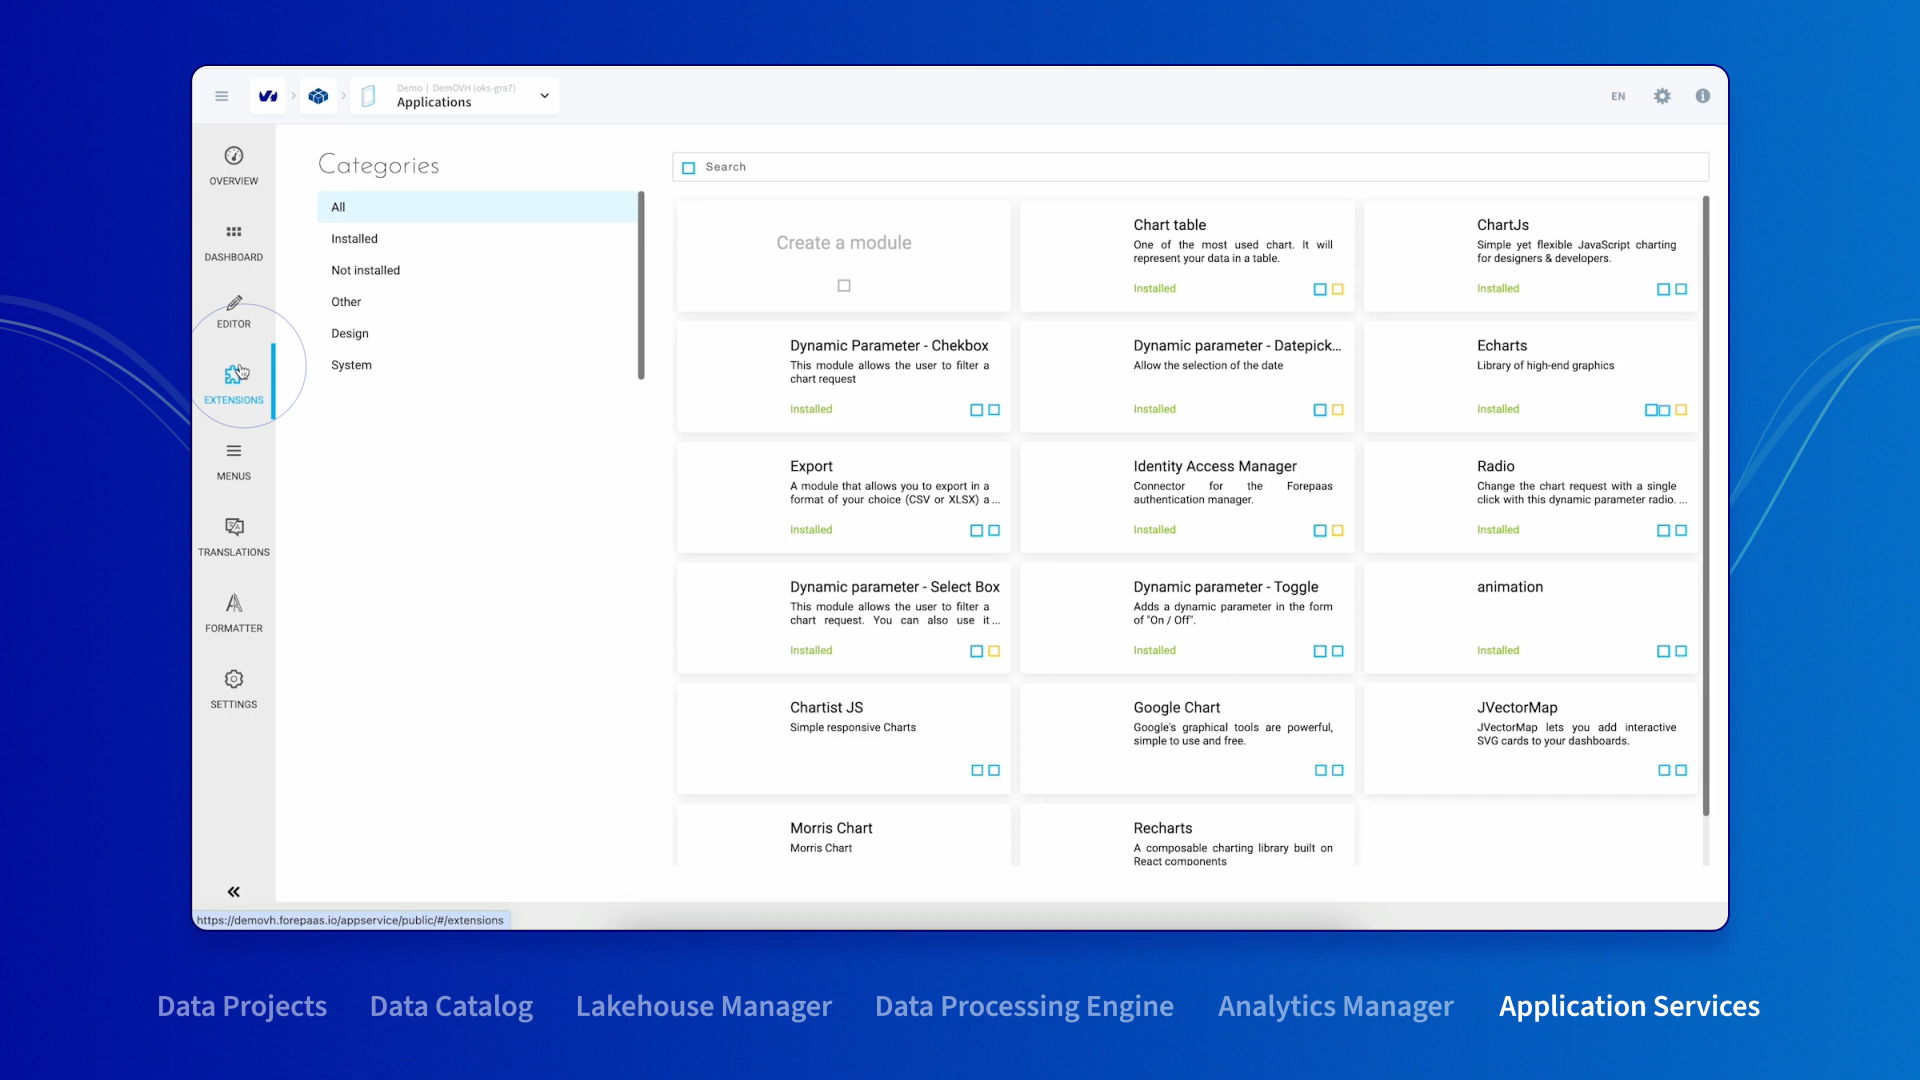 Demo | DemOVH (oks-gra7)
Applications
EN
OVERVIEW
DASHBOARD
EDITOR
EXTENSIONS
MENUS
TRANSLATIONS
FORMATTER
SETTINGS
Categories
All
Installed
Not installed
Other
Design
System
Search
Create a module
Chart table
One of the most used chart. It will
represent your data in a table.
Installed
ChartJs
Simple yet flexible JavaScript charting
for designers & developers.
Installed
Dynamic Parameter - Chekbox
This module allows the user to filter a
chart request
Installed
Dynamic parameter - Datepick...
Allow the selection of the date
Installed
Echarts
Library of high-end graphics
Installed
Export
A module that allows you to export in a
format of your choice (CSV or XLSX) a...
Installed
Identity Access Manager
Connector for the Forepaas
authentication manager.
Installed
Radio
Change the chart request with a single
click with this dynamic parameter radio. ...
Installed
Dynamic parameter - Select Box
This module allows the user to filter a
chart request. You can also use it...
Installed
Dynamic parameter - Toggle
Adds a dynamic parameter in the form
of "On / Off".
Installed
animation
Installed
Chartist JS
Simple responsive Charts
Google Chart
Google's graphical tools are powerful,
simple to use and free.
JVectorMap
JVectorMap lets you add interactive
SVG cards to your dashboards.
Morris Chart
Morris Chart
Recharts
A composable charting library built on
React components
https://demovh.forepaas.io/appservice/public/#/extensions
Data Projects
Data Catalog
Lakehouse Manager
Data Processing Engine
Analytics Manager
Application Services